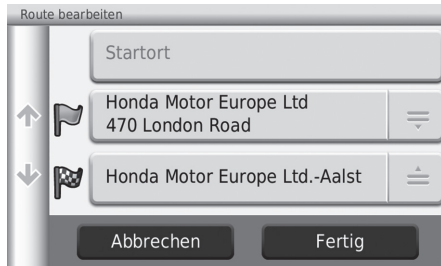 Route bearbeiten
Startort
Honda Motor Europe Ltd
470 London Road
Honda Motor Europe Ltd.-Aalst
Abbrechen
Fertig